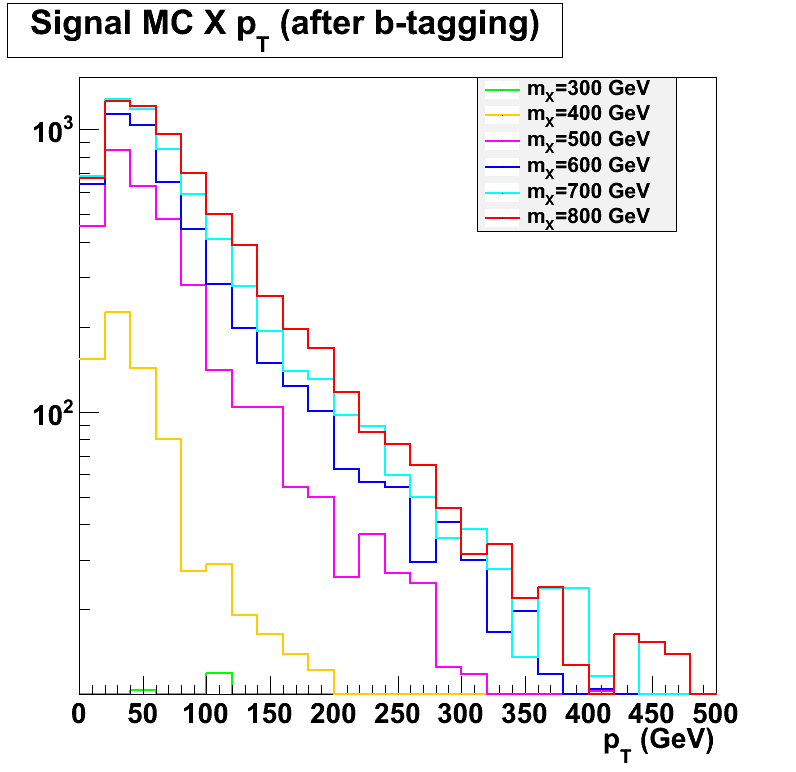 Signal MC X p_T (after b-tagging)
m_X=300 GeV
m_X=400 GeV
m_X=500 GeV
m_X=600 GeV
m_X=700 GeV
m_X=800 GeV
10^3
10^2
0 50 100 150 200 250 300 350 400 450 500
p_T (GeV)